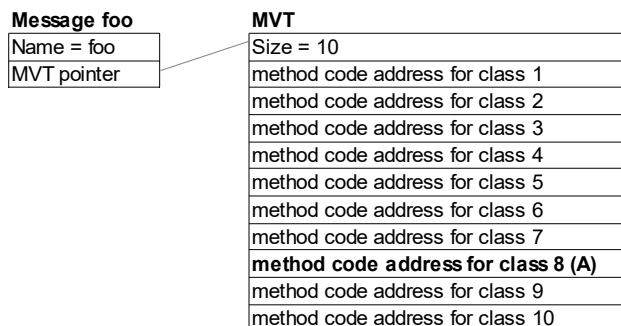 Message foo
Name = foo
MVT pointer
MVT
Size = 10
method code address for class 1
method code address for class 2
method code address for class 3
method code address for class 4
method code address for class 5
method code address for class 6
method code address for class 7
method code address for class 8 (A)
method code address for class 9
method code address for class 10